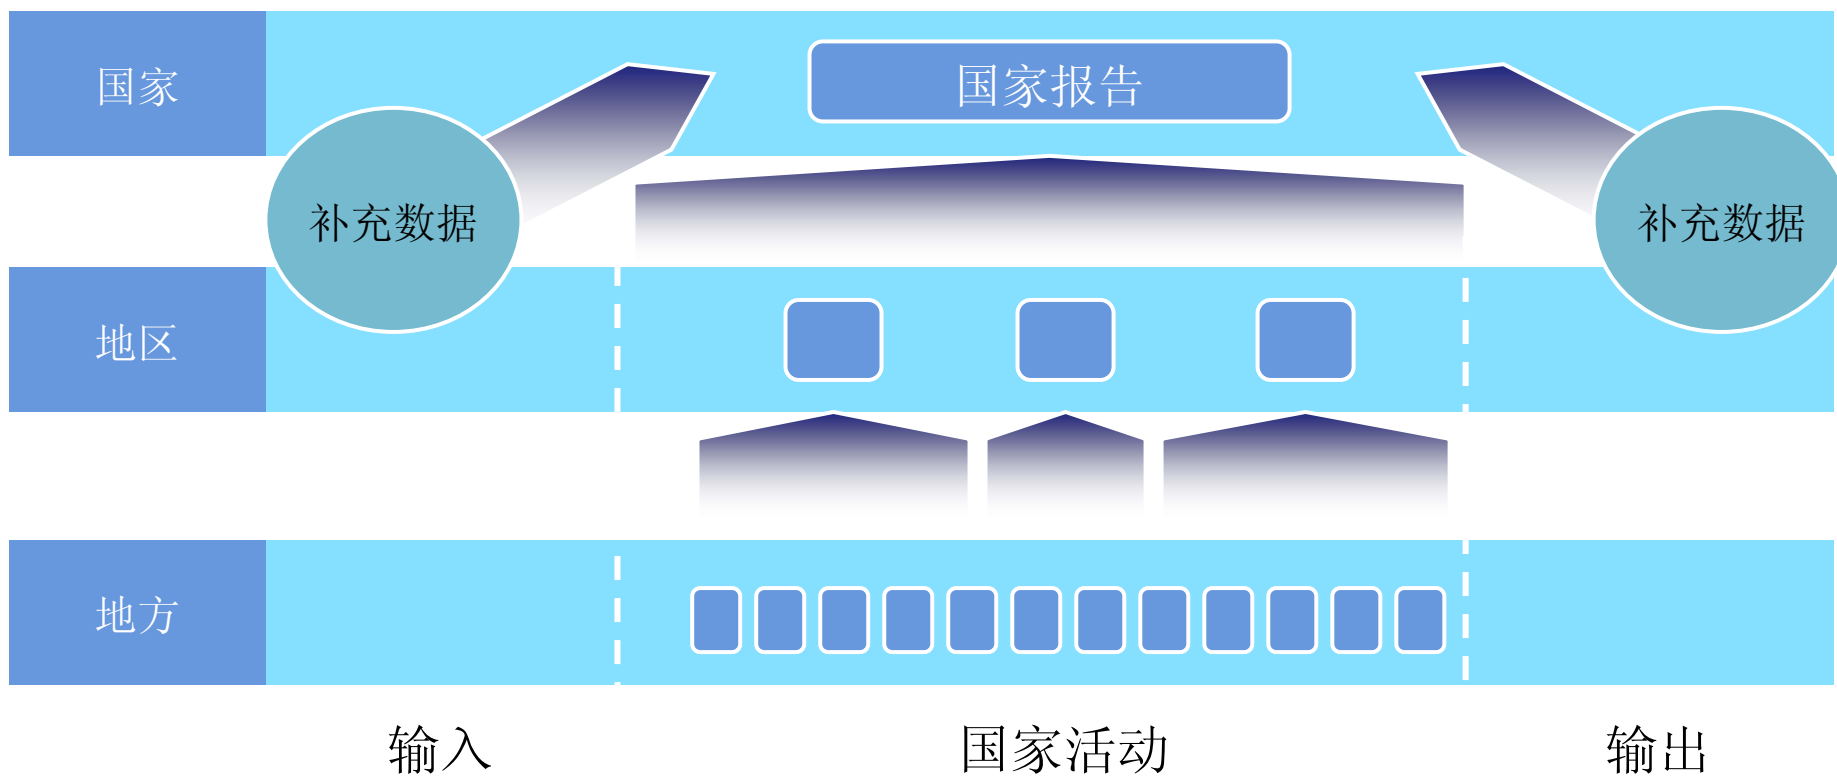 国家
国家报告
补充数据
补充数据
地区
地方
输入
国家活动
输出